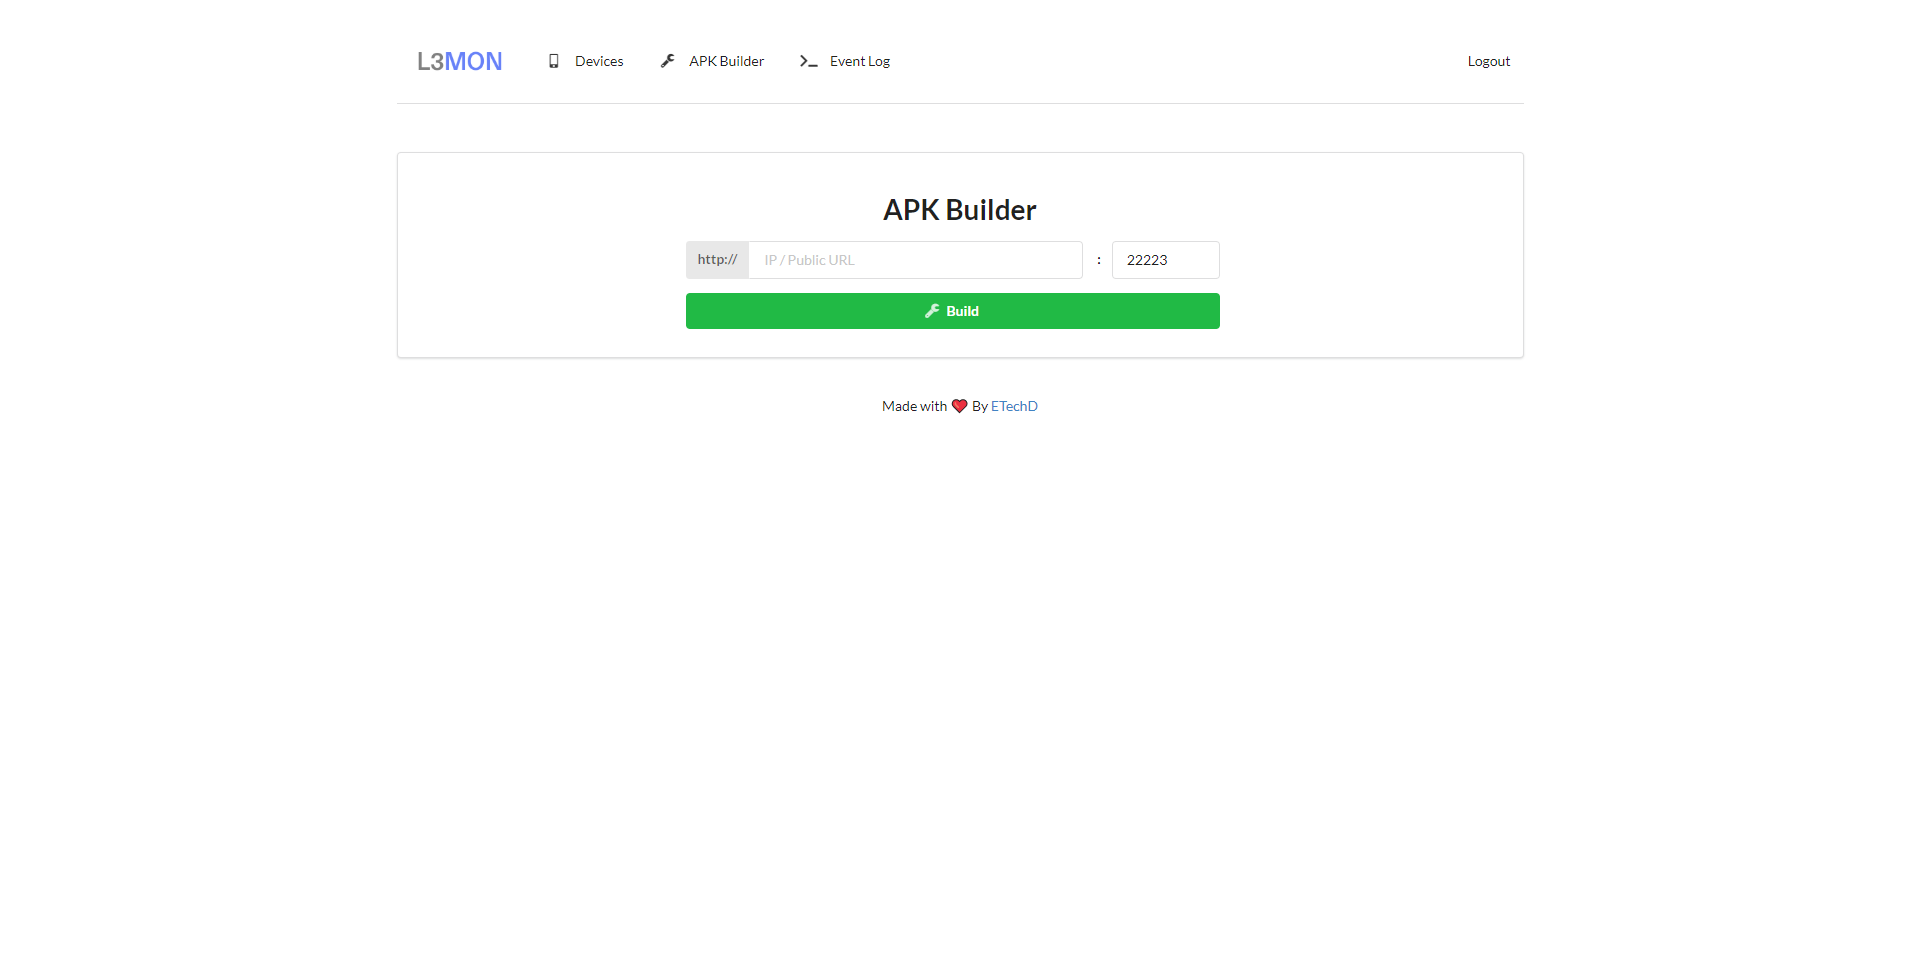 L3MON Devices APK Builder Event Log Logout
APK Builder
http:// IP / Public URL : 22223
Build
Made with ❤ By ETechD